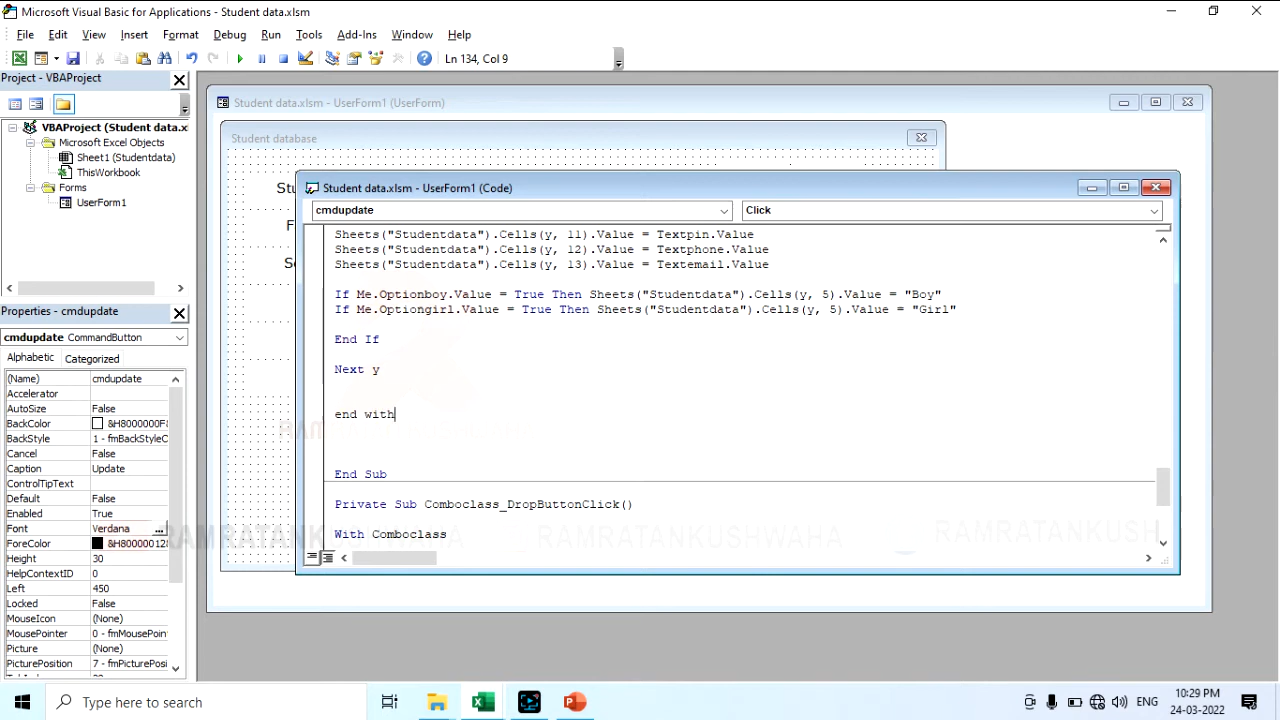 Microsoft Visual Basic for Applications - Student data.xlsm
File Edit View Insert Format Debug Run Tools Add-Ins Window Help
Ln 134, Col 9
Project - VBAProject
VBAProject (Student data.x
Microsoft Excel Objects
Sheet1 (Studentdata)
ThisWorkbook
Forms
UserForm1
Properties - cmdupdate
cmdupdate CommandButton
Alphabetic Categorized
(Name) cmdupdate
Accelerator
AutoSize False
BackColor &H8000000F&
BackStyle 1 - fmBackStyleO
Cancel False
Caption Update
ControlTipText
Default False
Enabled True
Font Verdana ...
ForeColor &H80000012&
Height 30
HelpContextID 0
Left 450
Locked False
MouseIcon (None)
MousePointer 0 - fmMousePoin
Picture (None)
PicturePosition 7 - fmPicturePosi
Student data.xlsm - UserForm1 (UserForm)
Student database
Student data.xlsm - UserForm1 (Code)
cmdupdate Click
Sheets("Studentdata").Cells(y, 11).Value = Textpin.Value
Sheets("Studentdata").Cells(y, 12).Value = Textphone.Value
Sheets("Studentdata").Cells(y, 13).Value = Textemail.Value
If Me.Optionboy.Value = True Then Sheets("Studentdata").Cells(y, 5).Value = "Boy"
If Me.Optiongirl.Value = True Then Sheets("Studentdata").Cells(y, 5).Value = "Girl"
End If
Next y
end with
End Sub
Private Sub Comboclass_DropButtonClick()
With Comboclass
RAMRATANKUSHWAHA RAMRATANKUSHWAHA RAMRATANKUSH
Type here to search
ENG
10:29 PM
24-03-2022